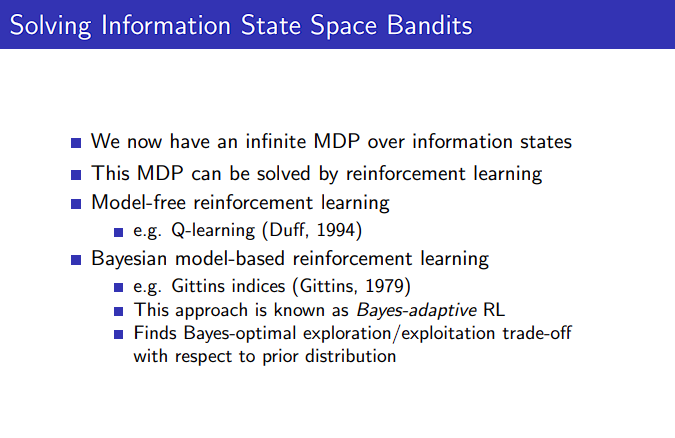 Solving Information State Space Bandits
We now have an infinite MDP over information states
This MDP can be solved by reinforcement learning
Model-free reinforcement learning
e.g. Q-learning (Duff, 1994)
Bayesian model-based reinforcement learning
e.g. Gittins indices (Gittins, 1979)
This approach is known as Bayes-adaptive RL
Finds Bayes-optimal exploration/exploitation trade-off
with respect to prior distribution